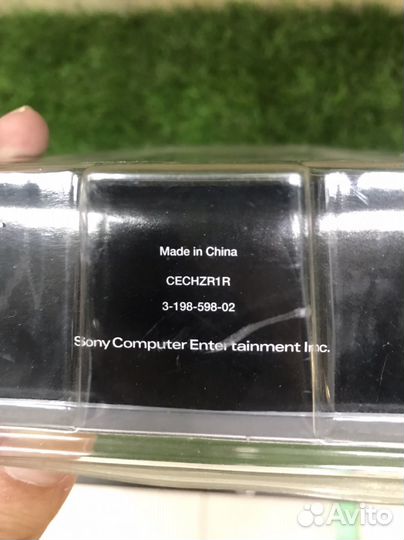 Made in China
CECHZR1R
3-198-598-02
Sony Computer Entertainment Inc.
Avito